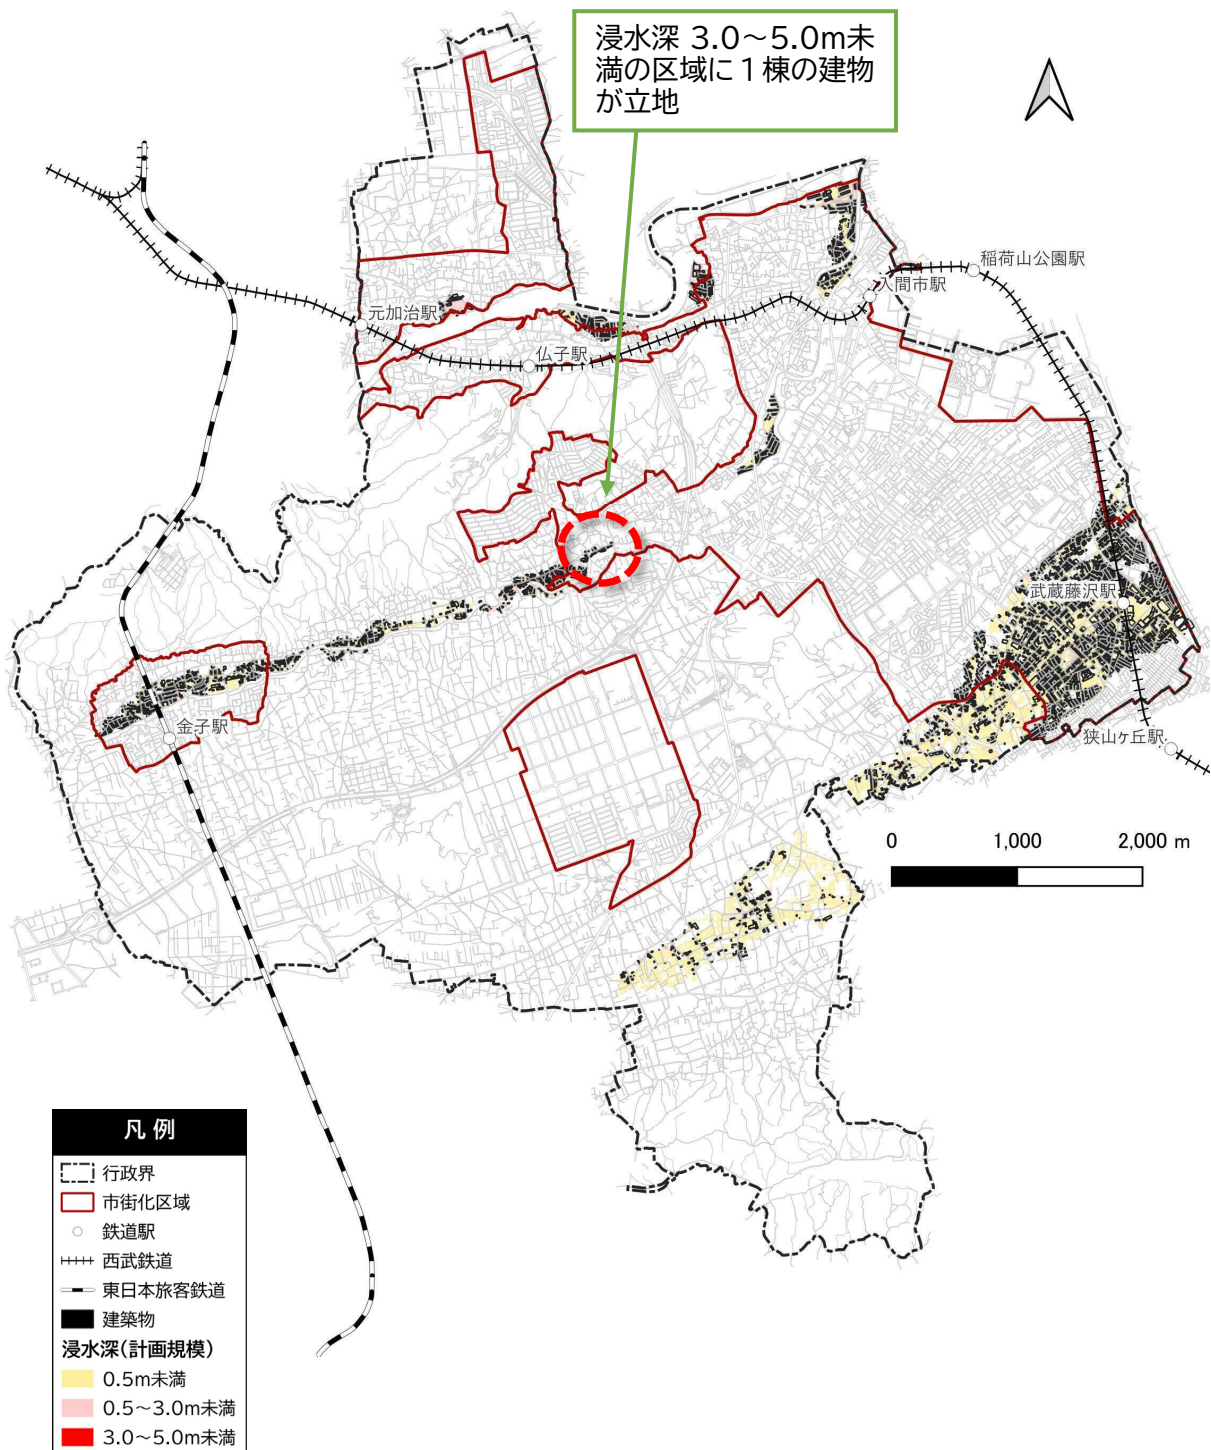 浸水深 3.0～5.0m未
満の区域に１棟の建物
が立地
稲荷山公園駅
入間市駅
元加治駅
仏子駅
武蔵藤沢駅
金子駅
狭山ヶ丘駅
0 1,000 2,000 m
凡 例
行政界
市街化区域
鉄道駅
西武鉄道
東日本旅客鉄道
建築物
浸水深(計画規模)
0.5m未満
0.5～3.0m未満
3.0～5.0m未満